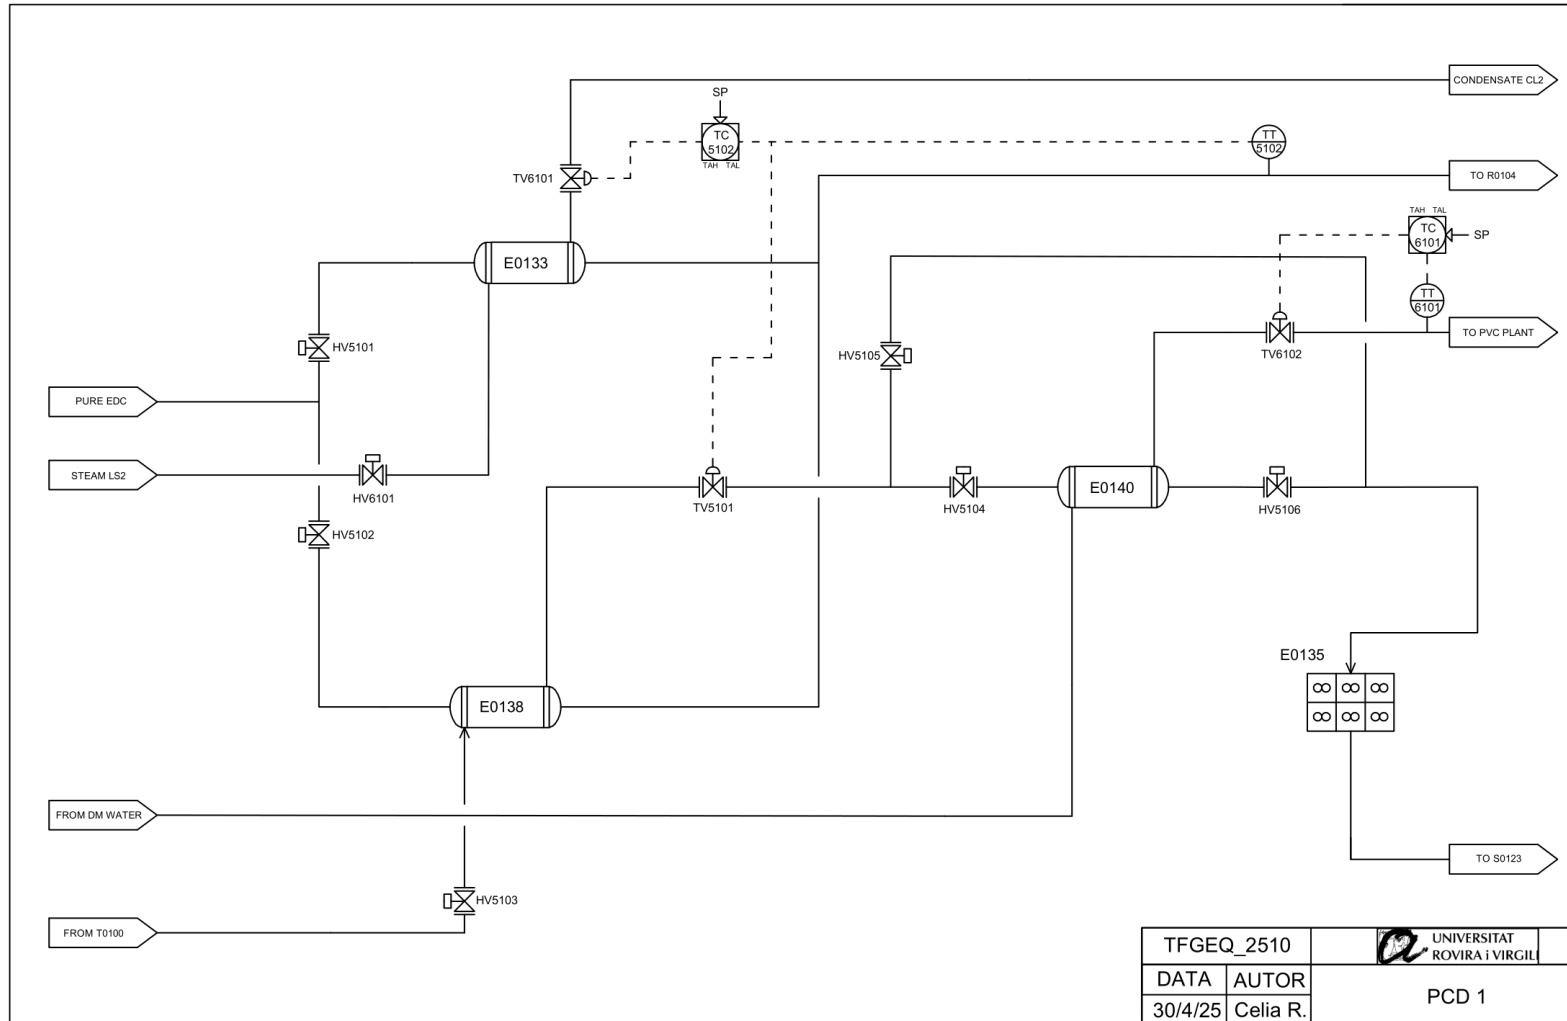 CONDENSATE CL2
SP
TC
5102
TAH TAL
TT
5102
TV6101
TO R0104
TAH TAL
TC
6101
SP
E0133
TT
6101
TO PVC PLANT
HV5101
HV5105
TV6102
PURE EDC
STEAM LS2
HV6101
TV5101
HV5104
E0140
HV5106
HV5102
E0135
E0138
FROM DM WATER
TO S0123
HV5103
FROM T0100
TFGEQ_2510
UNIVERSITAT
ROVIRA i VIRGILI
DATA AUTOR
PCD 1
30/4/25 Celia R.